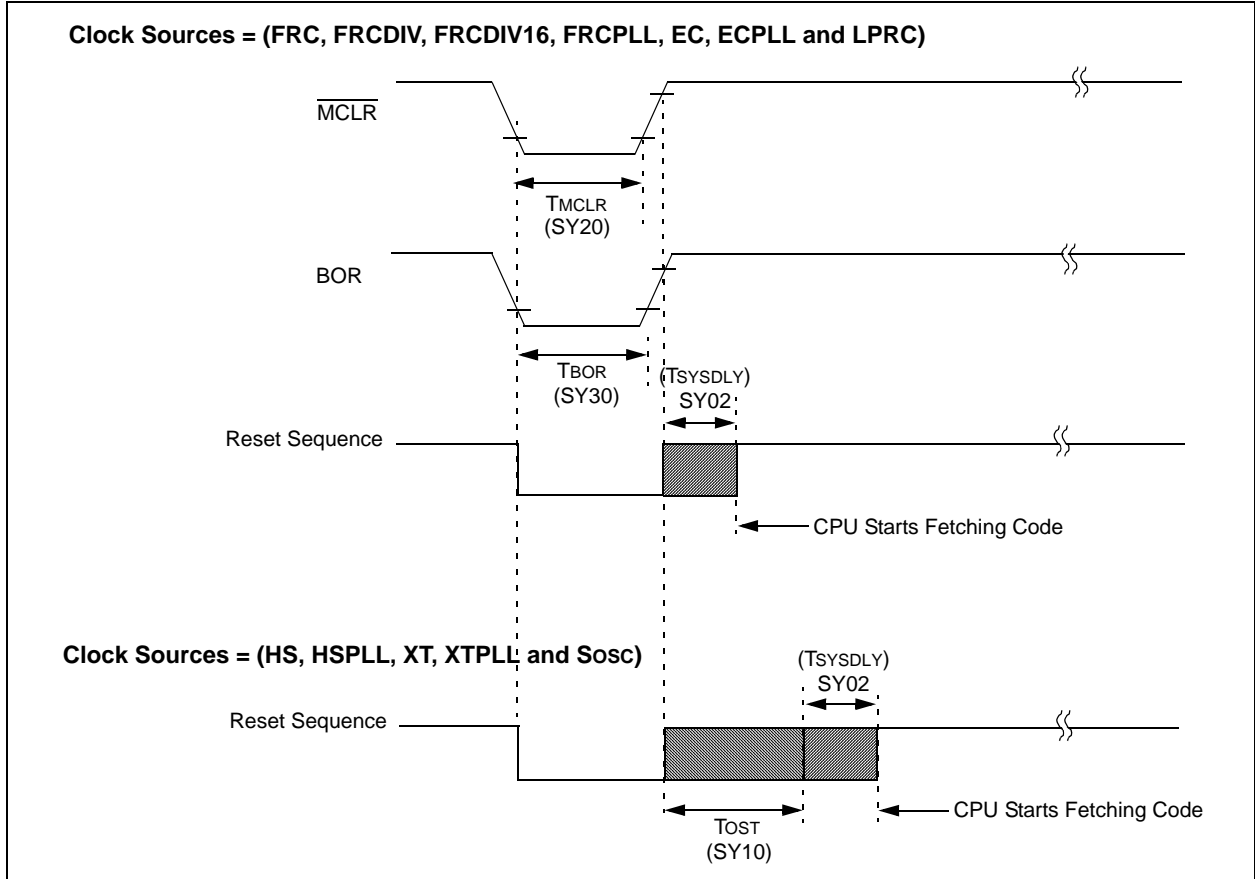 Clock Sources = (FRC, FRCDIV, FRCDIV16, FRCPLL, EC, ECPLL and LPRC)
MCLR
TMCLR
(SY20)
BOR
TBOR
(SY30)
(TSYSDLY)
SY02
Reset Sequence
CPU Starts Fetching Code
Clock Sources = (HS, HSPLL, XT, XTPLL and SOSC)
(TSYSDLY)
SY02
Reset Sequence
CPU Starts Fetching Code
TOST
(SY10)